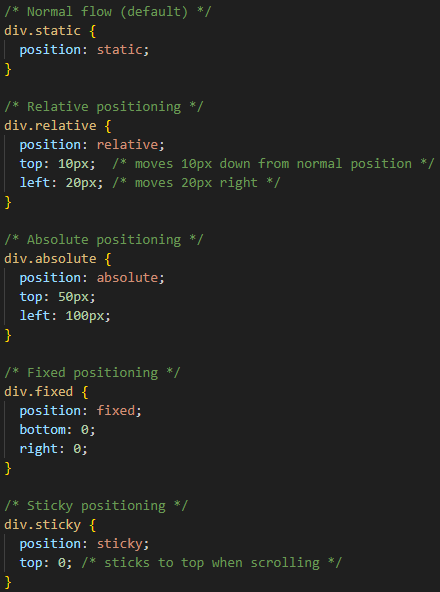 /* Normal flow (default) */
div.static {
  position: static;
}

/* Relative positioning */
div.relative {
  position: relative;
  top: 10px;  /* moves 10px down from normal position */
  left: 20px; /* moves 20px right */
}

/* Absolute positioning */
div.absolute {
  position: absolute;
  top: 50px;
  left: 100px;
}

/* Fixed positioning */
div.fixed {
  position: fixed;
  bottom: 0;
  right: 0;
}

/* Sticky positioning */
div.sticky {
  position: sticky;
  top: 0; /* sticks to top when scrolling */
}